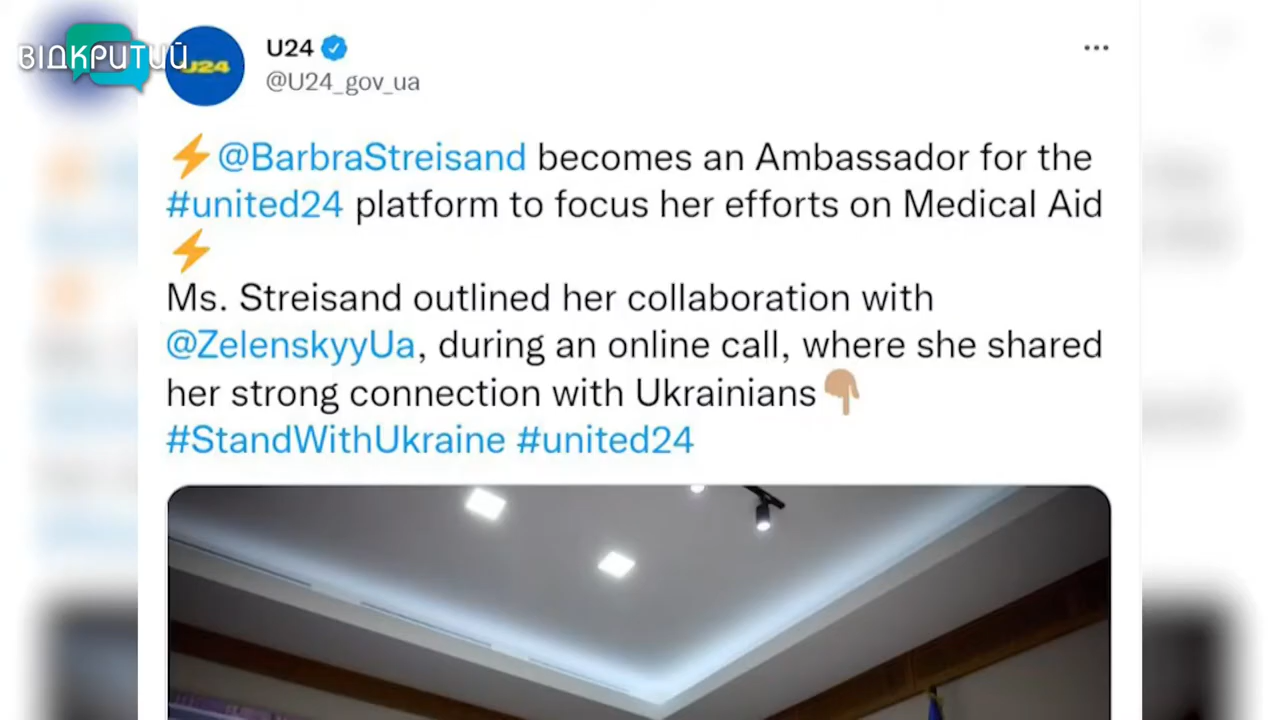 ВІДКРИТИЙ
U24
U24
@U24_gov_ua
⚡@BarbraStreisand becomes an Ambassador for the
#united24 platform to focus her efforts on Medical Aid
⚡
Ms. Streisand outlined her collaboration with
@ZelenskyyUa, during an online call, where she shared
her strong connection with Ukrainians👇🏽
#StandWithUkraine #united24